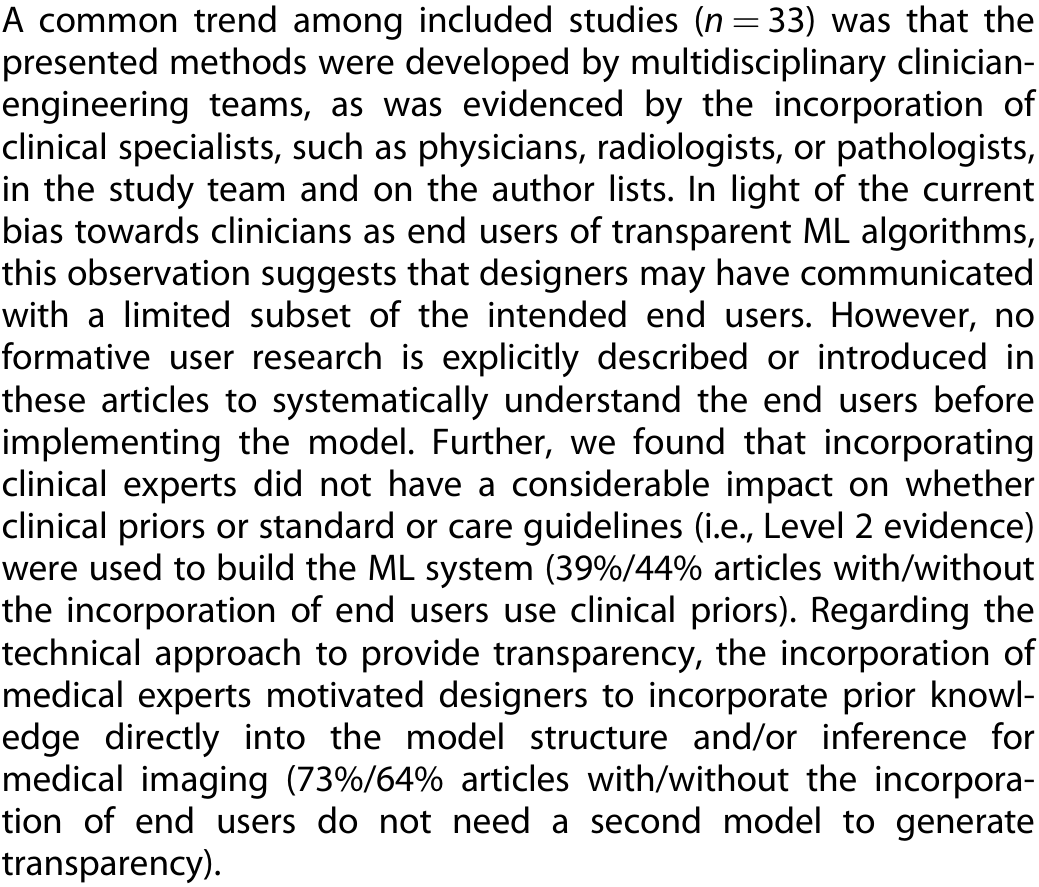 A common trend among included studies (n = 33) was that the
presented methods were developed by multidisciplinary clinician-
engineering teams, as was evidenced by the incorporation of
clinical specialists, such as physicians, radiologists, or pathologists,
in the study team and on the author lists. In light of the current
bias towards clinicians as end users of transparent ML algorithms,
this observation suggests that designers may have communicated
with a limited subset of the intended end users. However, no
formative user research is explicitly described or introduced in
these articles to systematically understand the end users before
implementing the model. Further, we found that incorporating
clinical experts did not have a considerable impact on whether
clinical priors or standard or care guidelines (i.e., Level 2 evidence)
were used to build the ML system (39%/44% articles with/without
the incorporation of end users use clinical priors). Regarding the
technical approach to provide transparency, the incorporation of
medical experts motivated designers to incorporate prior knowl-
edge directly into the model structure and/or inference for
medical imaging (73%/64% articles with/without the incorpora-
tion of end users do not need a second model to generate
transparency).